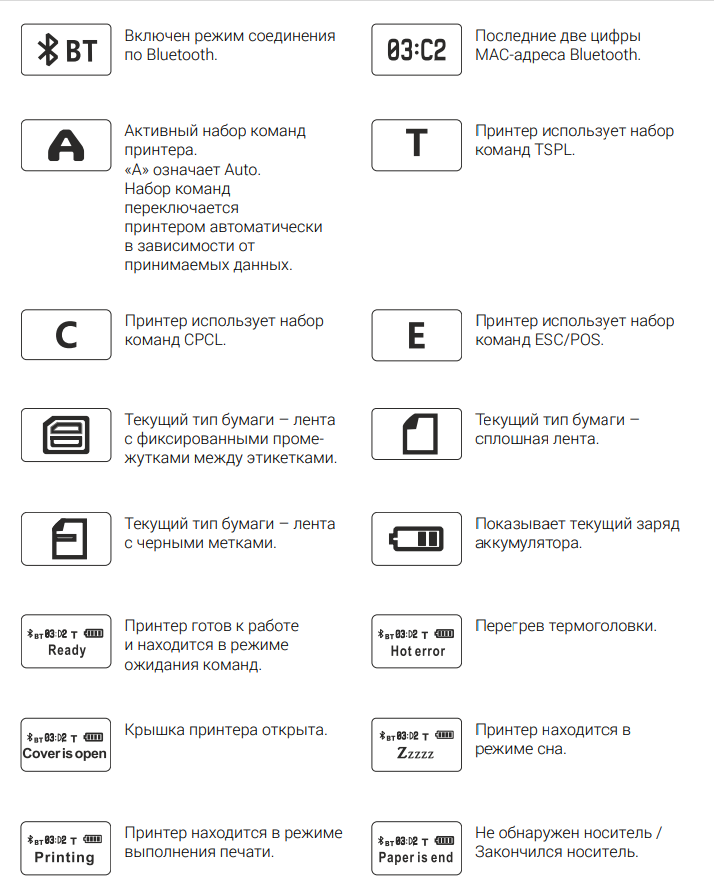 BT
Включен режим соединения
по Bluetooth.
03:C2
Последние две цифры
MAC-адреса Bluetooth.
A
Активный набор команд
принтера.
«А» означает Auto.
Набор команд
переключается
принтером автоматически
в зависимости от
принимаемых данных.
T
Принтер использует набор
команд TSPL.
C
Принтер использует набор
команд CPCL.
E
Принтер использует набор
команд ESC/POS.
Текущий тип бумаги – лента
с фиксированными проме-
жутками между этикетками.
Текущий тип бумаги –
сплошная лента.
Текущий тип бумаги – лента
с черными метками.
Показывает текущий заряд
аккумулятора.
BT 03:D2 T
Ready
Принтер готов к работе
и находится в режиме
ожидания команд.
BT 03:D2 T
Hot error
Перегрев термоголовки.
BT 03:D2 T
Cover is open
Крышка принтера открыта.
BT 03:D2 T
Zzzzz
Принтер находится в
режиме сна.
BT 03:D2 T
Printing
Принтер находится в режиме
выполнения печати.
BT 03:D2 T
Paper is end
Не обнаружен носитель /
Закончился носитель.